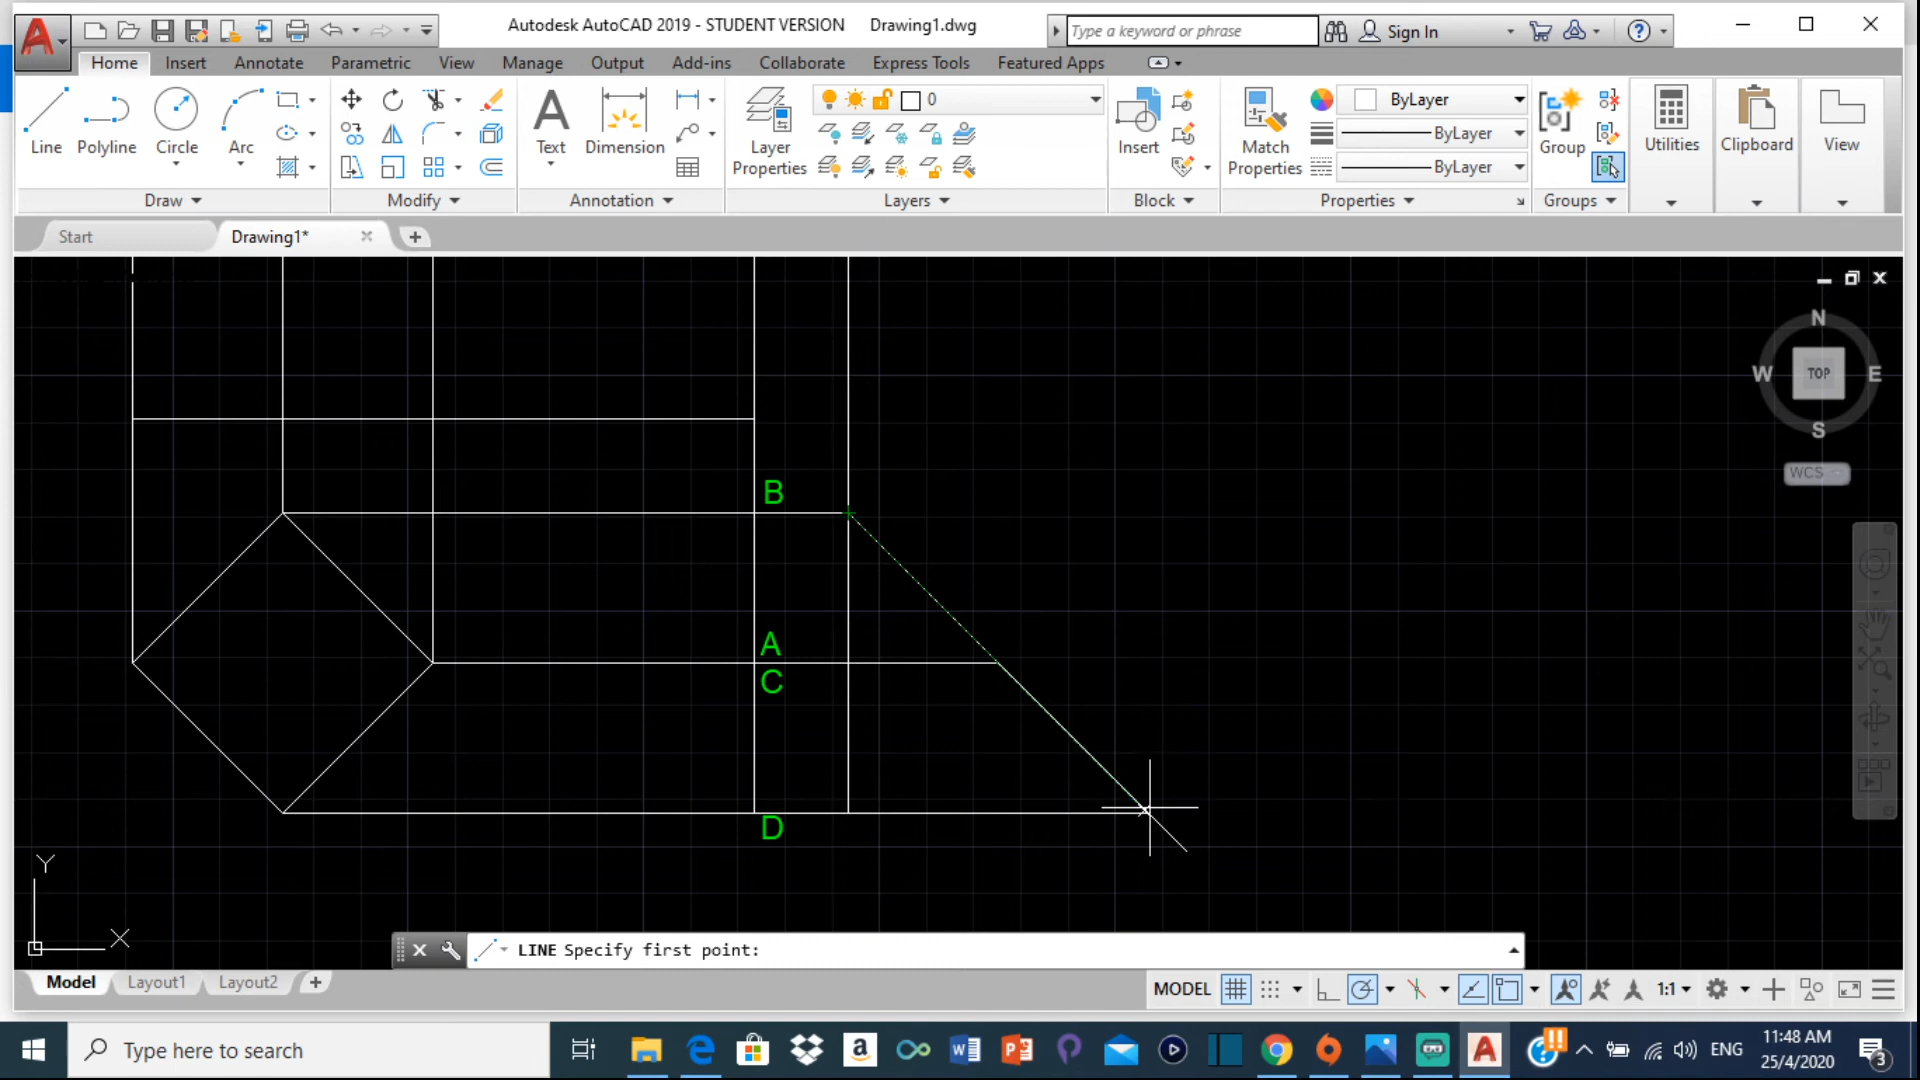 Autodesk AutoCAD 2019 - STUDENT VERSION Drawing1.dwg
Type a keyword or phrase
Sign In
Home Insert Annotate Parametric View Manage Output Add-ins Collaborate Express Tools Featured Apps
Line Polyline Circle Arc
Text Dimension
Layer Properties
0
Insert
Match Properties
ByLayer
ByLayer
ByLayer
Group
Utilities
Clipboard
View
Draw Modify Annotation Layers Block Properties Groups
Start Drawing1*
N
W TOP E
S
WCS
B
A
C
D
Y
X
LINE Specify first point:
Model Layout1 Layout2
MODEL 1:1
Type here to search
ENG
11:48 AM
25/4/2020
3